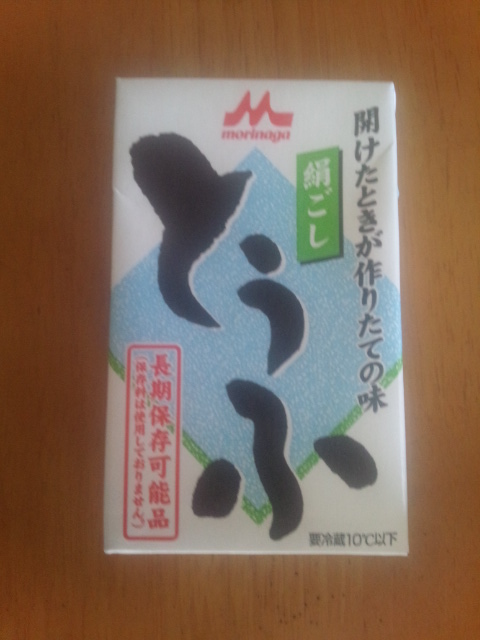 morinaga
開けたときが作りたての味
絹ごし
とうふ
長期保存可能品
(保存料は使用しておりません。)
要冷蔵10℃以下